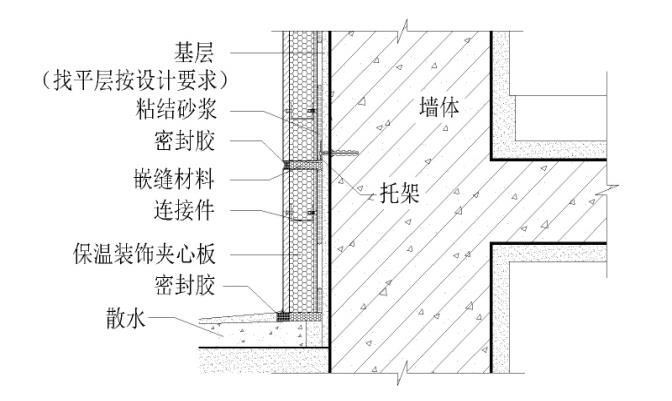 基层
（找平层按设计要求）
粘结砂浆
密封胶
嵌缝材料
连接件
保温装饰夹心板
密封胶
散水
墙体
托架